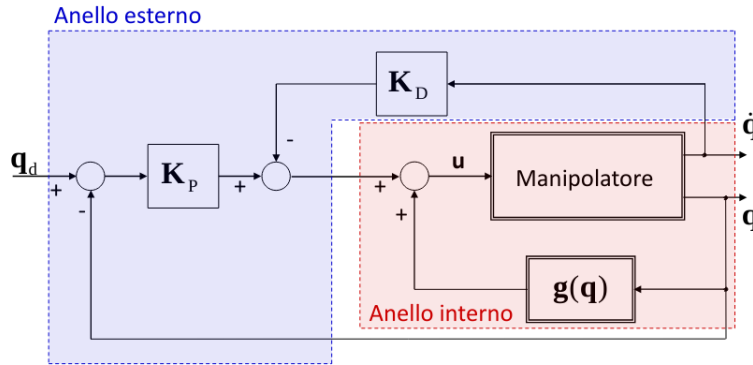 Anello esterno
K_D
q̇
q_d
+
-
K_P
+
-
+
+
u
Manipolatore
q
g(q)
Anello interno